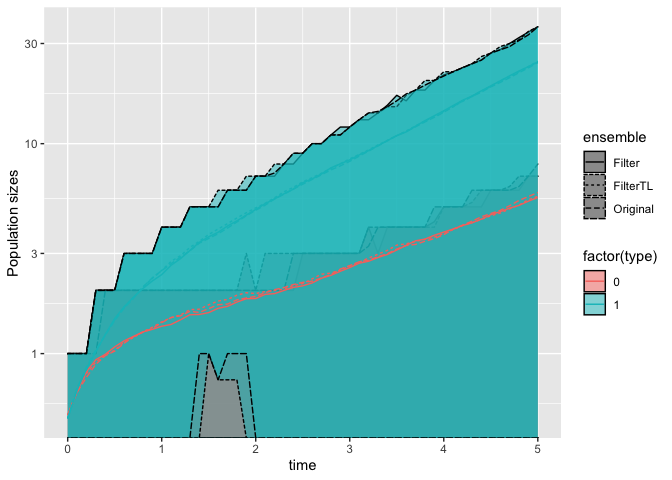 Population sizes
30
10
3
1
0
1
2
3
4
5
time
ensemble
Filter
FilterTL
Original
factor(type)
0
1